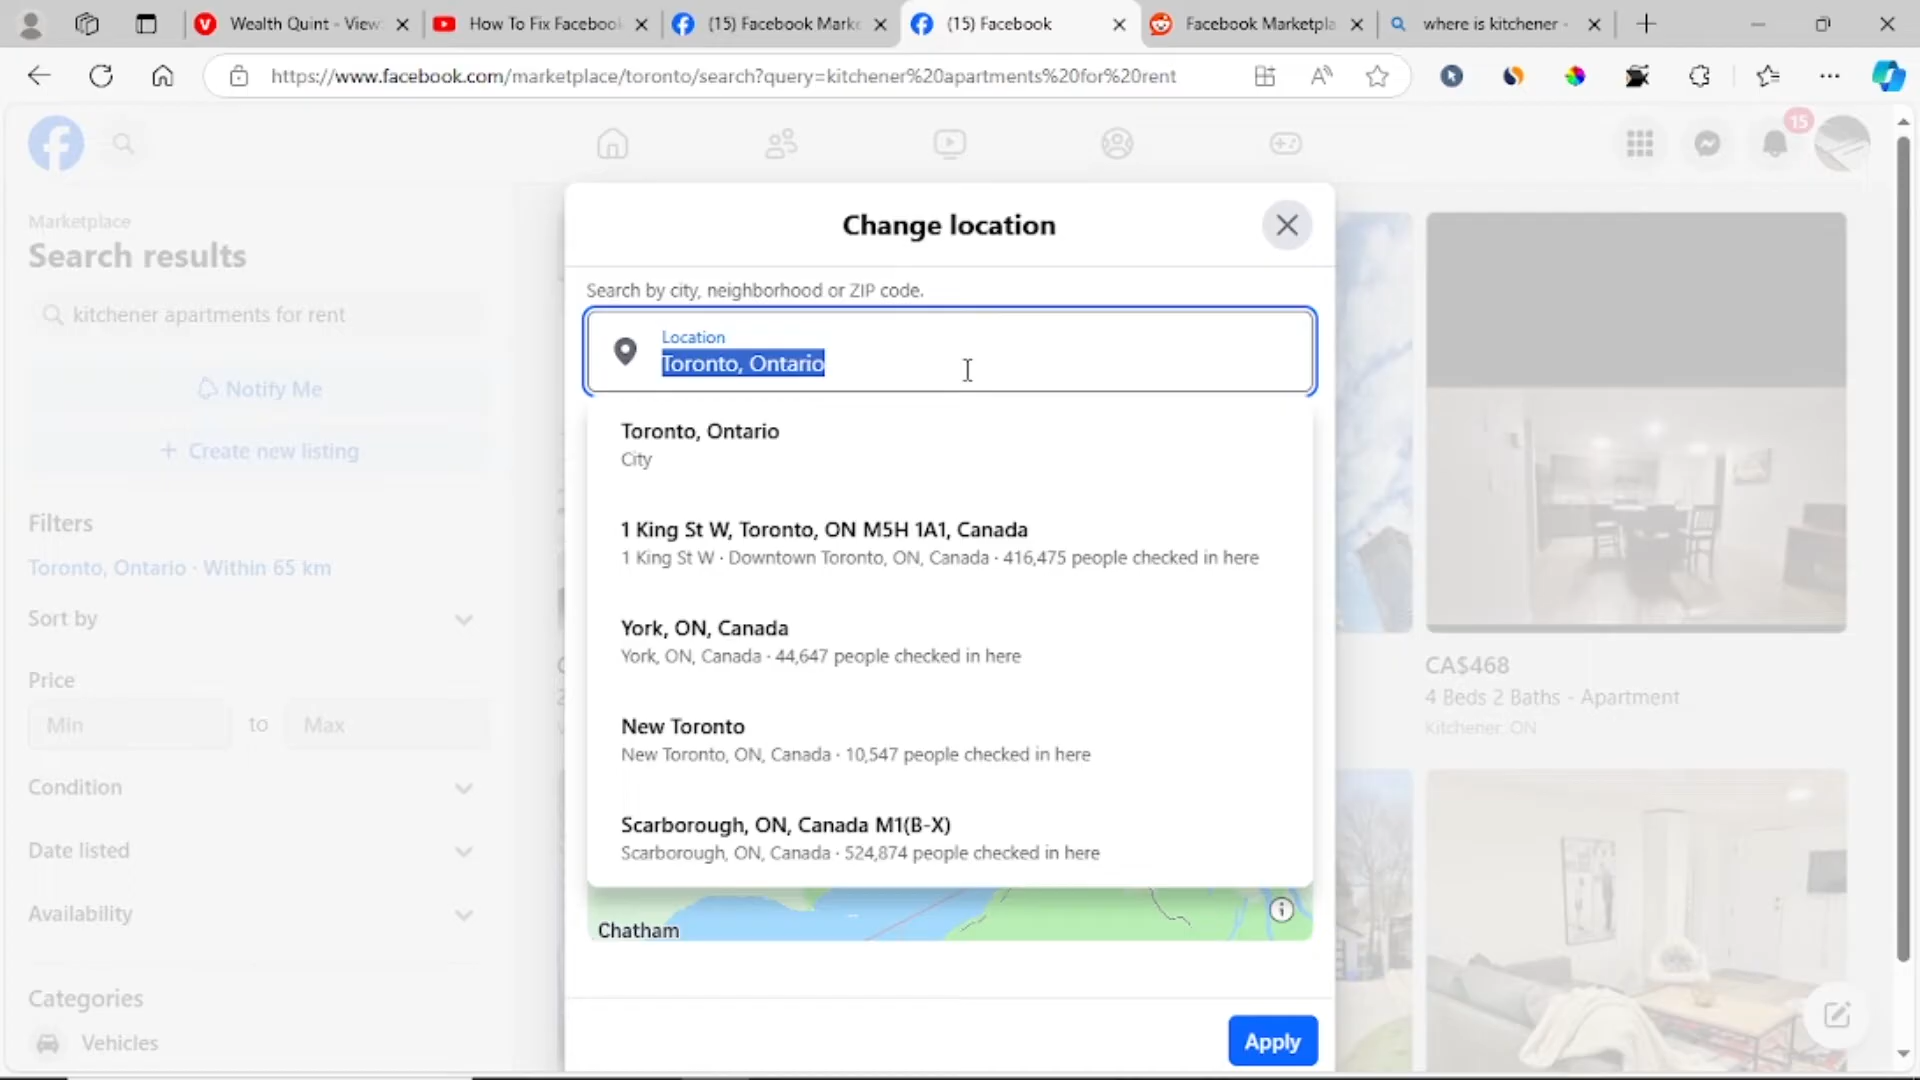 Wealth Quint - View
How To Fix Facebook
(15) Facebook Marke
(15) Facebook
Facebook Marketpla
where is kitchener -
https://www.facebook.com/marketplace/toronto/search?query=kitchener%20apartments%20for%20rent
15
Marketplace
Search results
kitchener apartments for rent
Notify Me
+ Create new listing
Filters
Toronto, Ontario · Within 65 km
Sort by
Price
Min
to
Max
Condition
Date listed
Availability
Categories
Vehicles
Change location
Search by city, neighborhood or ZIP code.
Location
Toronto, Ontario
Toronto, Ontario
City
1 King St W, Toronto, ON M5H 1A1, Canada
1 King St W · Downtown Toronto, ON, Canada · 416,475 people checked in here
York, ON, Canada
York, ON, Canada · 44,647 people checked in here
New Toronto
New Toronto, ON, Canada · 10,547 people checked in here
Scarborough, ON, Canada M1(B-X)
Scarborough, ON, Canada · 524,874 people checked in here
Chatham
Apply
CA$468
4 Beds 2 Baths - Apartment
Kitchener, ON